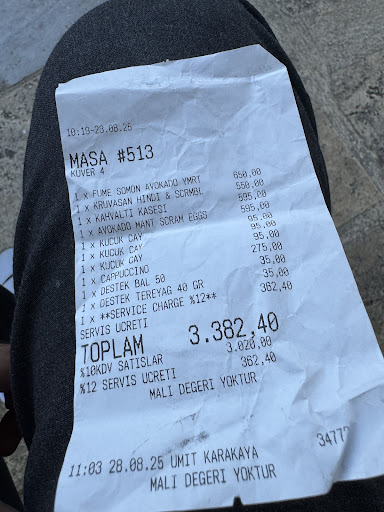 10:19-28.08.25
MASA #513
KUVER 4
1 x FUME SOMON AVOKADO YMRT 650,00
1 x KRUVASAN HINDI & SCRMBL 550,00
1 x KAHVALTI KASESI 595,00
1 x AVOKADO MANT SCRAM EGGS 595,00
1 x KUCUK CAY 95,00
1 x KUCUK CAY 95,00
1 x KUCUK CAY 95,00
1 x CAPPUCCINO 275,00
1 x DESTEK BAL 50 35,00
1 x DESTEK TEREYAG 40 GR 35,00
1 x **SERVICE CHARGE %12** 362,40
SERVIS UCRETI
TOPLAM 3.382,40
%10KDV SATISLAR 3.020,00
%12 SERVIS UCRETI 362,40
MALI DEGERI YOKTUR
11:03 28.08.25 UMIT KARAKAYA
MALI DEGERI YOKTUR